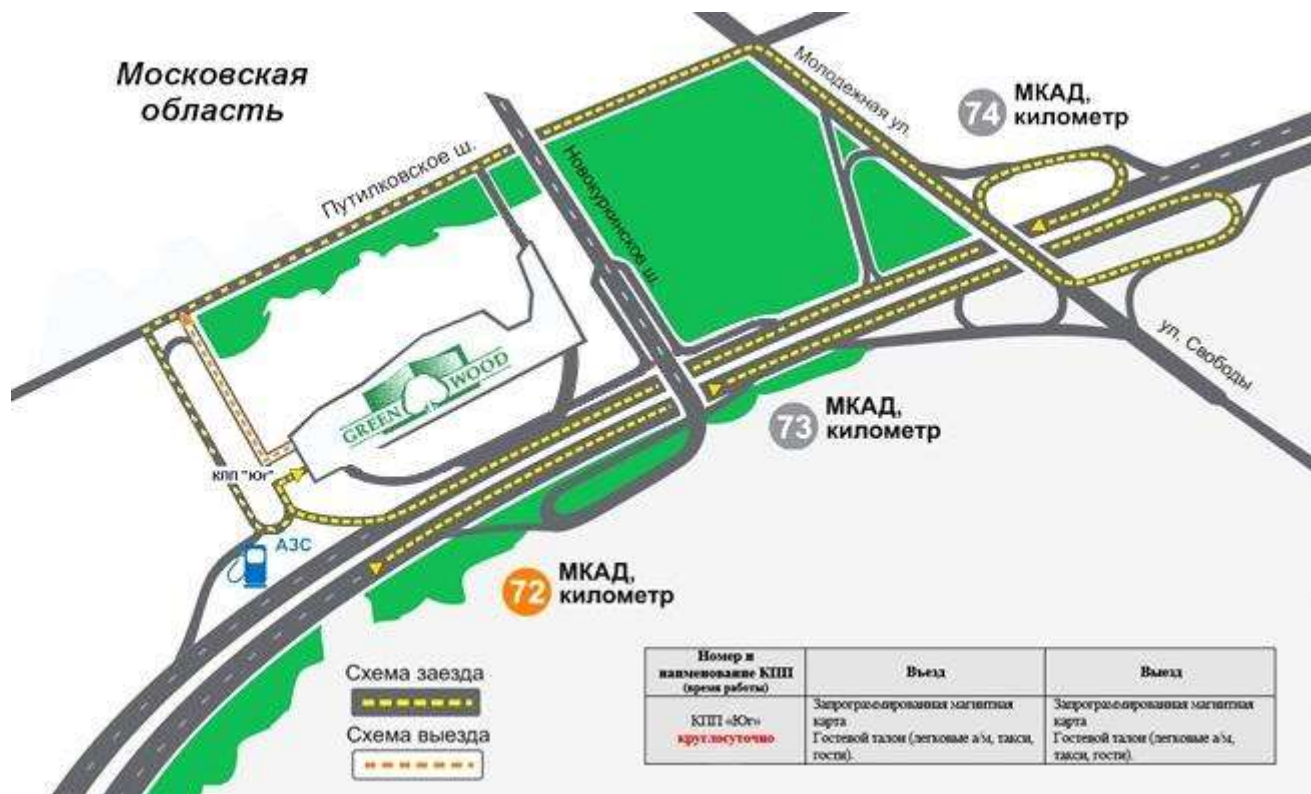 Московская
область
Путилковское ш.
Новокуркинское ш.
Молодежная ул.
74
МКАД,
километр
ул, Свободы
GREEN WOOD
73
МКАД,
километр
КПП "Юг"
АЗС
72
МКАД,
километр
Схема заезда
Схема выезда
Номер и
наименование КПП
(время работы)
Въезд
Выезд
КПП «Юг»
круглосуточно
Запрограммированная магнитная
карта
Гостевой талон (легковые а/м, такси,
гости).
Запрограммированная магнитная
карта
Гостевой талон (легковые а/м,
такси, гости).